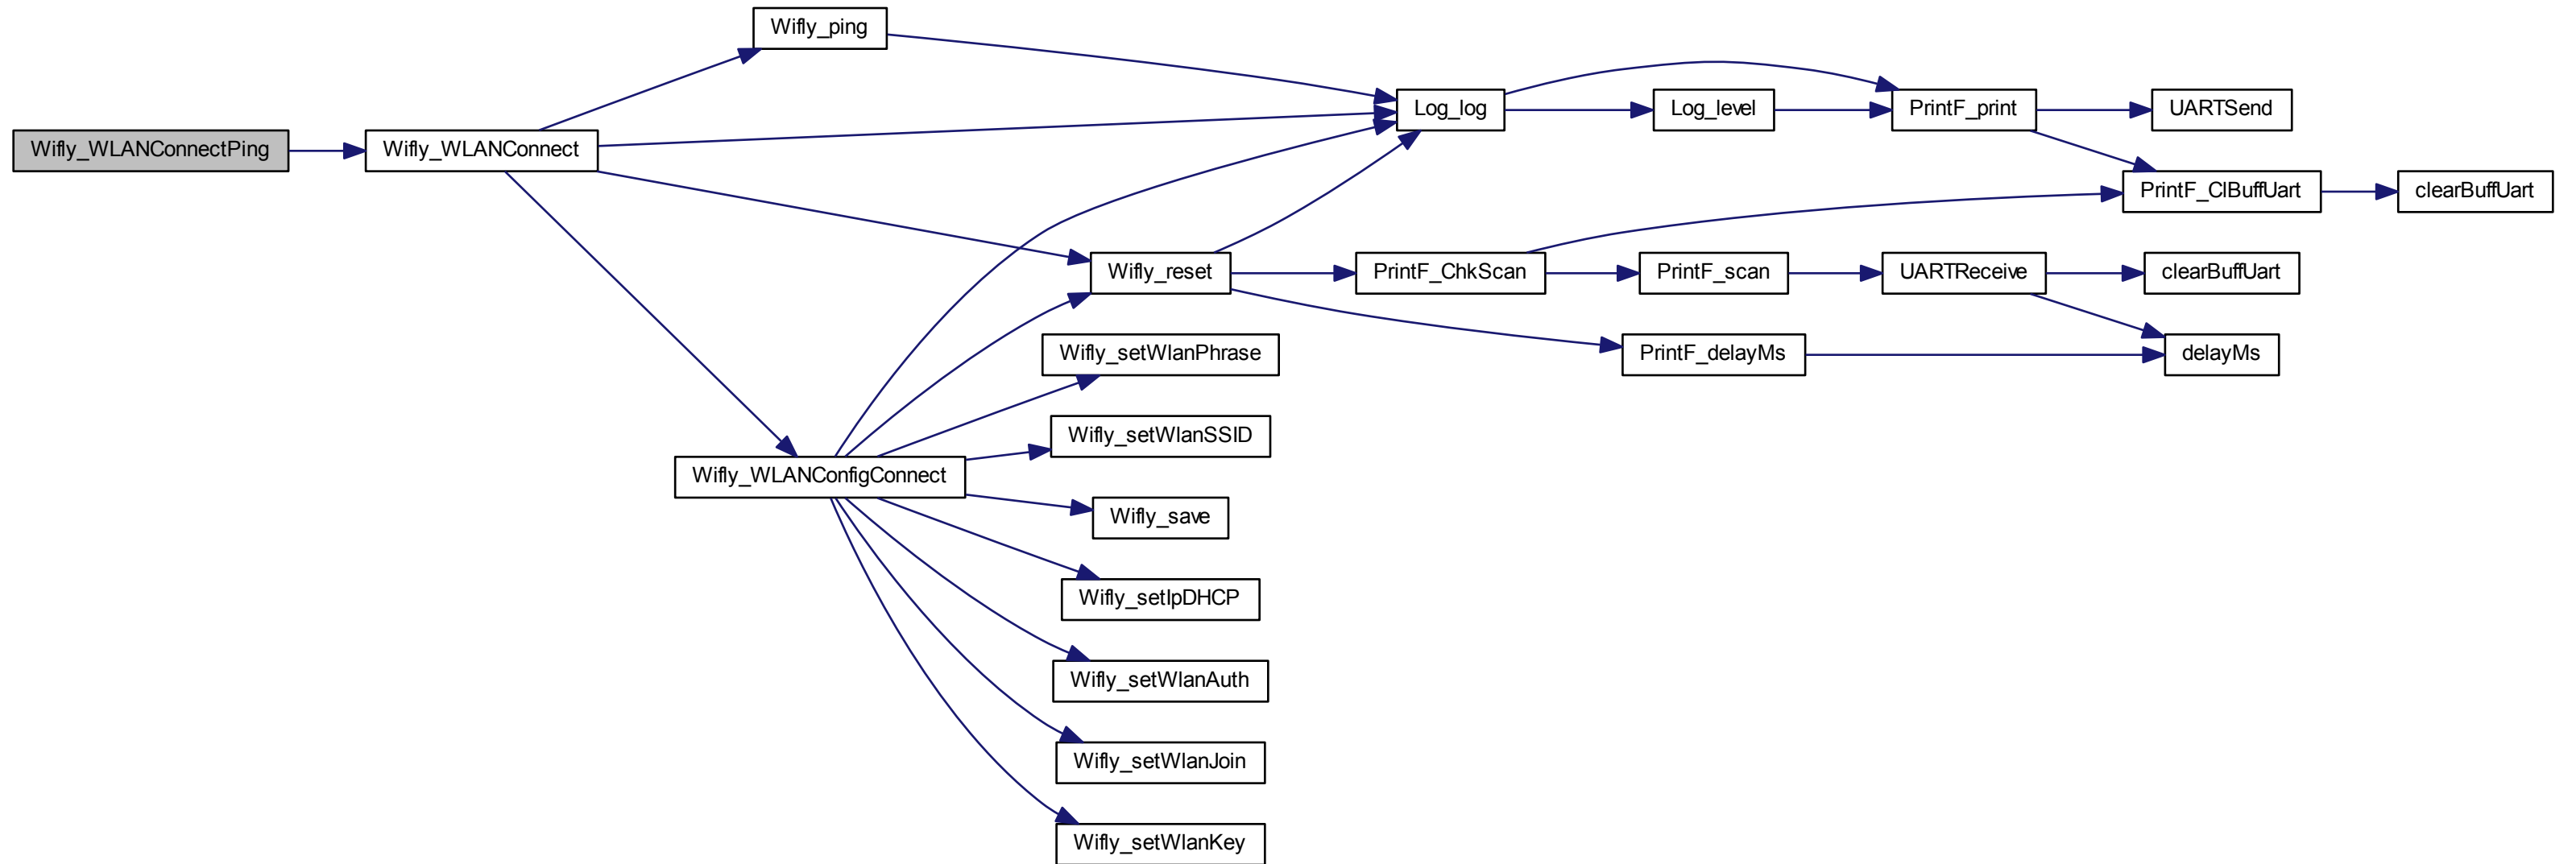 Wifly_ping
Log_log
Log_level
PrintF_print
UARTSend
Wifly_WLANConnectPing
Wifly_WLANConnect
PrintF_ClBuffUart
clearBuffUart
Wifly_reset
PrintF_ChkScan
PrintF_scan
UARTReceive
clearBuffUart
Wifly_setWlanPhrase
PrintF_delayMs
delayMs
Wifly_setWlanSSID
Wifly_WLANConfigConnect
Wifly_save
Wifly_setIpDHCP
Wifly_setWlanAuth
Wifly_setWlanJoin
Wifly_setWlanKey